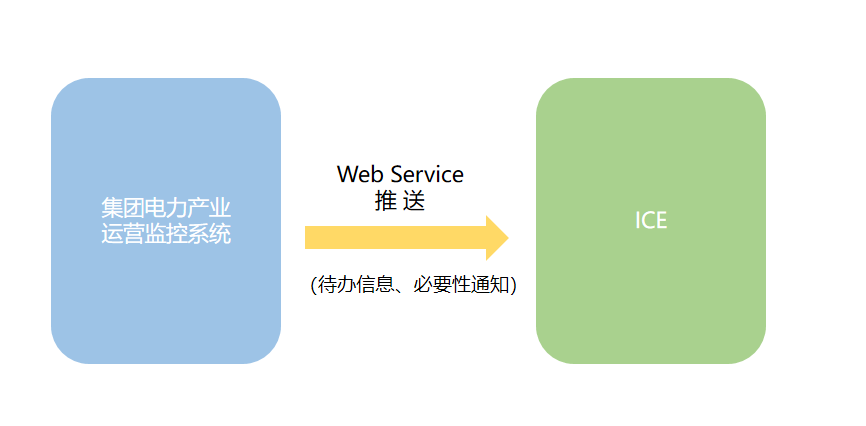 集团电力产业
运营监控系统
Web Service
推 送
（待办信息、必要性通知）
ICE